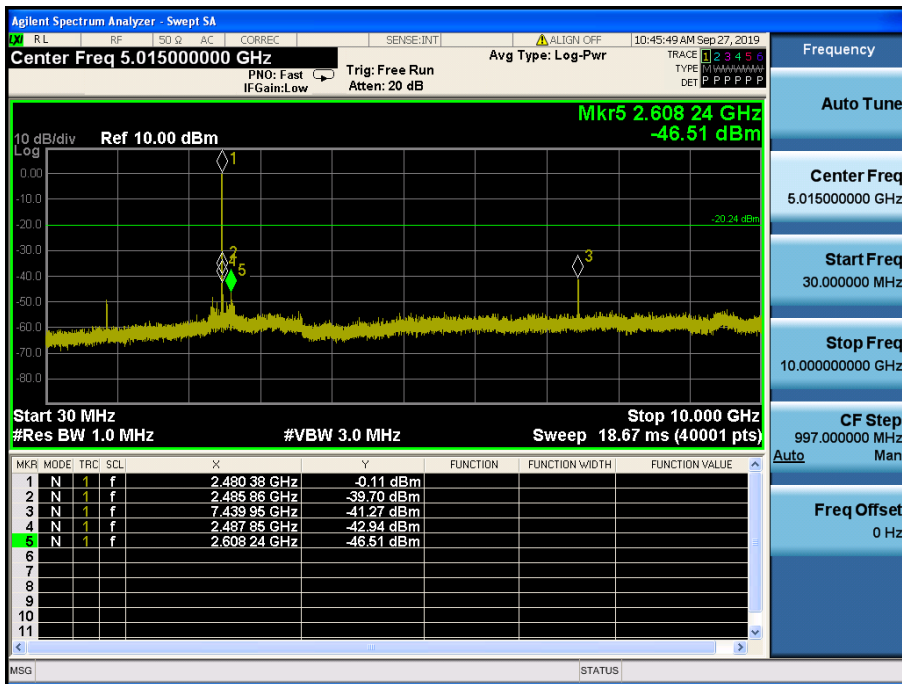 Agilent Spectrum Analyzer - Swept SA
LXI RL RF 50 Ω AC CORREC SENSE:INT ALIGN OFF 10:45:49 AM Sep 27, 2019
Center Freq 5.015000000 GHz
PNO: Fast
IFGain:Low
Trig: Free Run
Atten: 20 dB
Avg Type: Log-Pwr
TRACE 1 2 3 4 5 6
TYPE MWWWWW
DET P P P P P P
Mkr5 2.608 24 GHz
-46.51 dBm
10 dB/div Ref 10.00 dBm
Log
0.00
-10.0
-20.0
-30.0
-40.0
-50.0
-60.0
-70.0
-80.0
1
2
4
5
3
-20.24 dBm
Start 30 MHz Stop 10.000 GHz
#Res BW 1.0 MHz #VBW 3.0 MHz Sweep 18.67 ms (40001 pts)
MKR MODE TRC SCL X Y FUNCTION FUNCTION WIDTH FUNCTION VALUE
1 N 1 f 2.480 38 GHz -0.11 dBm
2 N 1 f 2.485 86 GHz -39.70 dBm
3 N 1 f 7.439 95 GHz -41.27 dBm
4 N 1 f 2.487 85 GHz -42.94 dBm
5 N 1 f 2.608 24 GHz -46.51 dBm
6
7
8
9
10
11
MSG STATUS
Frequency
Auto Tune
Center Freq
5.015000000 GHz
Start Freq
30.000000 MHz
Stop Freq
10.000000000 GHz
CF Step
997.000000 MHz
Auto Man
Freq Offset
0 Hz